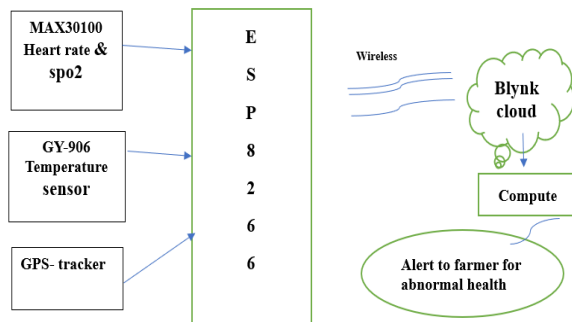 MAX30100
Heart rate &
spo2
GY-906
Temperature
sensor
GPS- tracker
E
S
P
8
2
6
6
Wireless
Blynk
cloud
Compute
Alert to farmer for
abnormal health